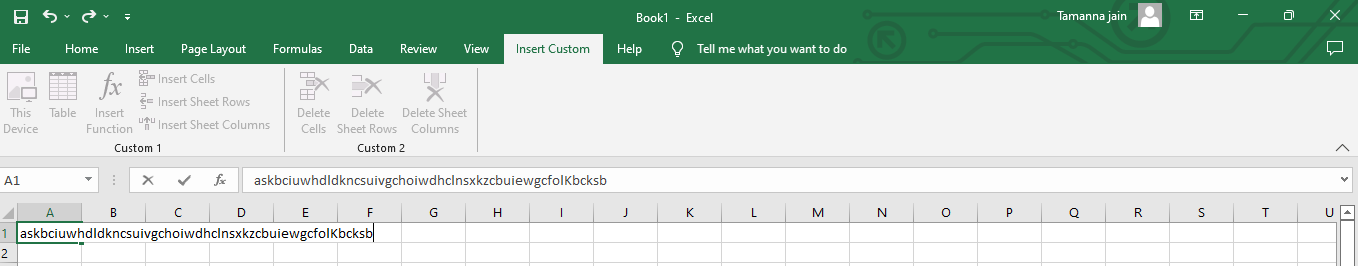 Book1 - Excel
Tamanna jain
File Home Insert Page Layout Formulas Data Review View Insert Custom Help Tell me what you want to do
This Device
Table
Insert Function
Insert Cells
Insert Sheet Rows
Insert Sheet Columns
Delete Cells
Delete Sheet Rows
Delete Sheet Columns
Custom 1
Custom 2
A1
fx
askbciuwhdldkncsuivgchoiwdhclnsxkzcbuiewgcfolKbcksb
A B C D E F G H I J K L M N O P Q R S T U
1 askbciuwhdldkncsuivgchoiwdhclnsxkzcbuiewgcfolKbcksb
2